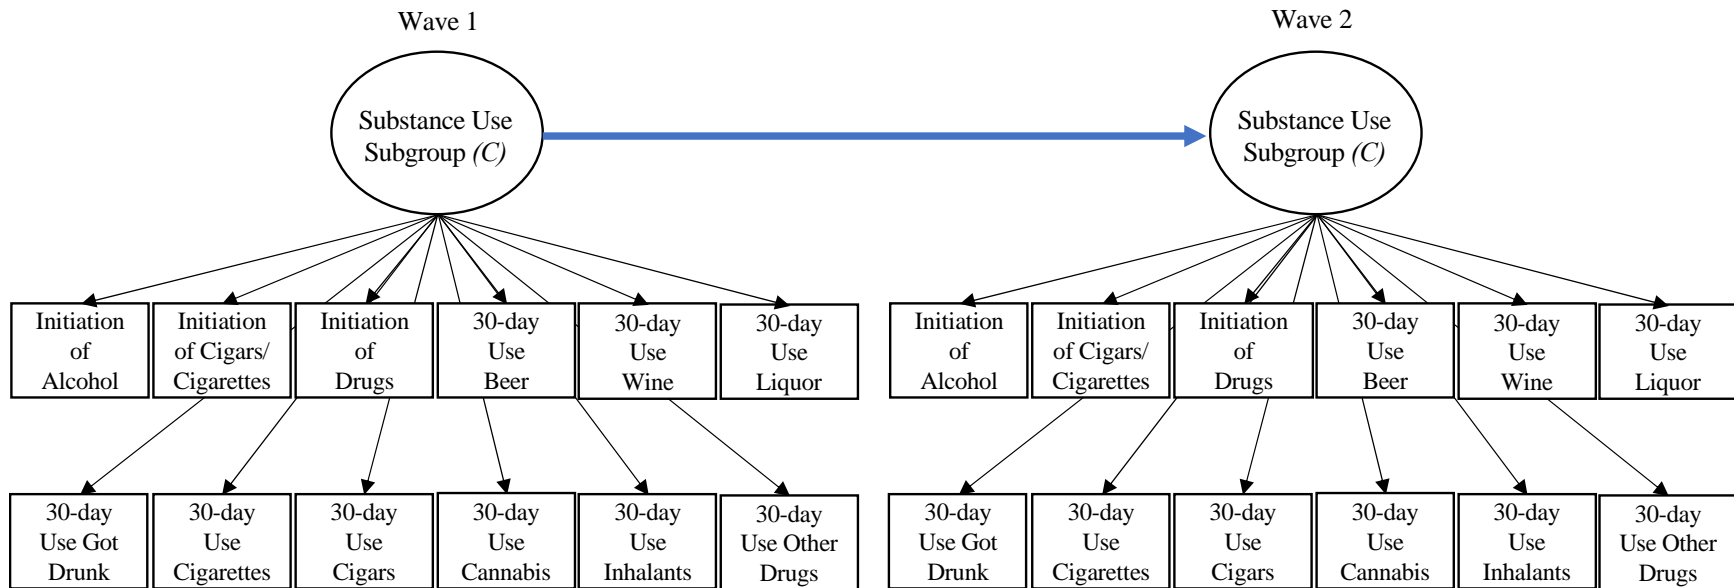 Wave 1
Wave 2
Substance Use
Subgroup (C)
Substance Use
Subgroup (C)
Initiation
of
Alcohol
Initiation
of Cigars/
Cigarettes
Initiation
of
Drugs
30-day
Use
Beer
30-day
Use
Wine
30-day
Use
Liquor
Initiation
of
Alcohol
Initiation
of Cigars/
Cigarettes
Initiation
of
Drugs
30-day
Use
Beer
30-day
Use
Wine
30-day
Use
Liquor
30-day
Use Got
Drunk
30-day
Use
Cigarettes
30-day
Use
Cigars
30-day
Use
Cannabis
30-day
Use
Inhalants
30-day
Use Other
Drugs
30-day
Use Got
Drunk
30-day
Use
Cigarettes
30-day
Use
Cigars
30-day
Use
Cannabis
30-day
Use
Inhalants
30-day
Use Other
Drugs